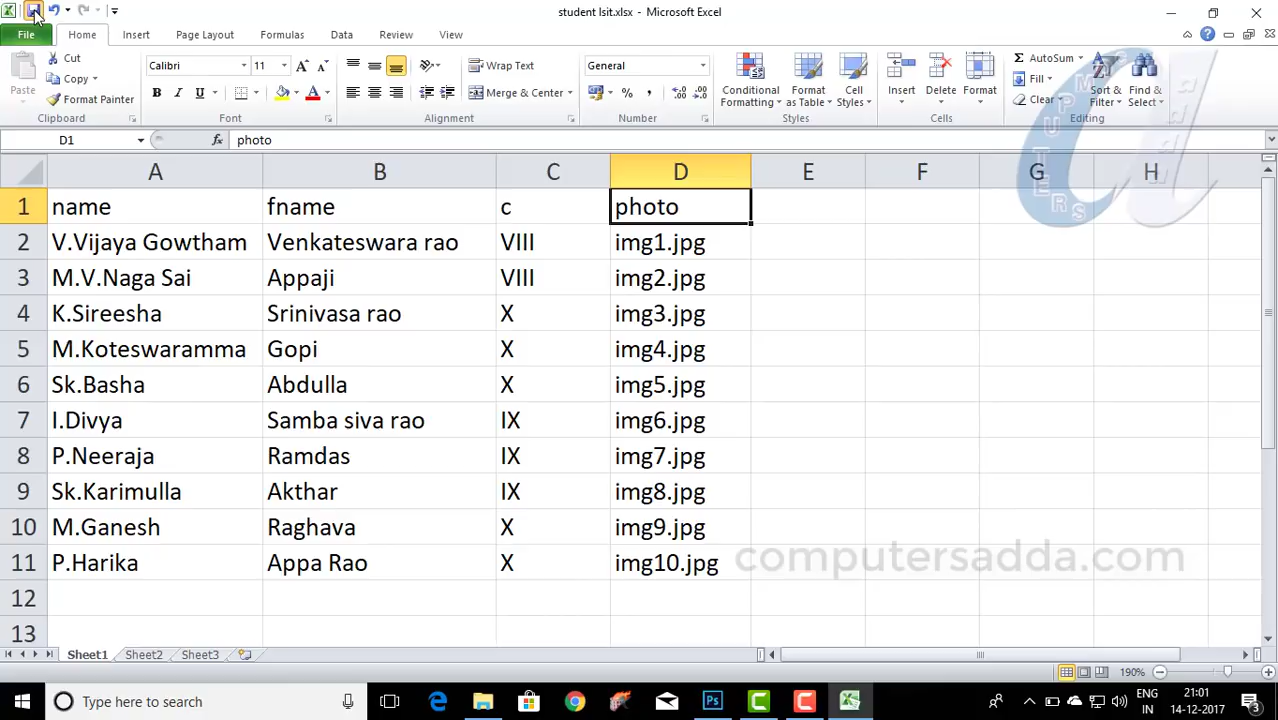 student lsit.xlsx - Microsoft Excel
File Home Insert Page Layout Formulas Data Review View
Paste Cut Copy Format Painter Clipboard
Calibri 11 B I U A Font
Wrap Text Merge & Center Alignment
General % , Number
Conditional Formatting Format as Table Cell Styles Styles
Insert Delete Format Cells
Σ AutoSum Fill Clear Sort & Filter Find & Select Editing
D1 fx photo
A B C D E F G H
1 name fname c photo
2 V.Vijaya Gowtham Venkateswara rao VIII img1.jpg
3 M.V.Naga Sai Appaji VIII img2.jpg
4 K.Sireesha Srinivasa rao X img3.jpg
5 M.Koteswaramma Gopi X img4.jpg
6 Sk.Basha Abdulla X img5.jpg
7 I.Divya Samba siva rao IX img6.jpg
8 P.Neeraja Ramdas IX img7.jpg
9 Sk.Karimulla Akthar IX img8.jpg
10 M.Ganesh Raghava X img9.jpg
11 P.Harika Appa Rao X img10.jpg
12
13
computersadda.com
Sheet1 Sheet2 Sheet3
190%
Type here to search
Ps
ENG IN
21:01
14-12-2017
3